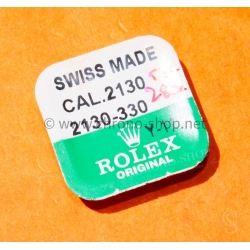 SWISS MADE
CAL.2130
2130-330
ROLEX
ORIGINAL